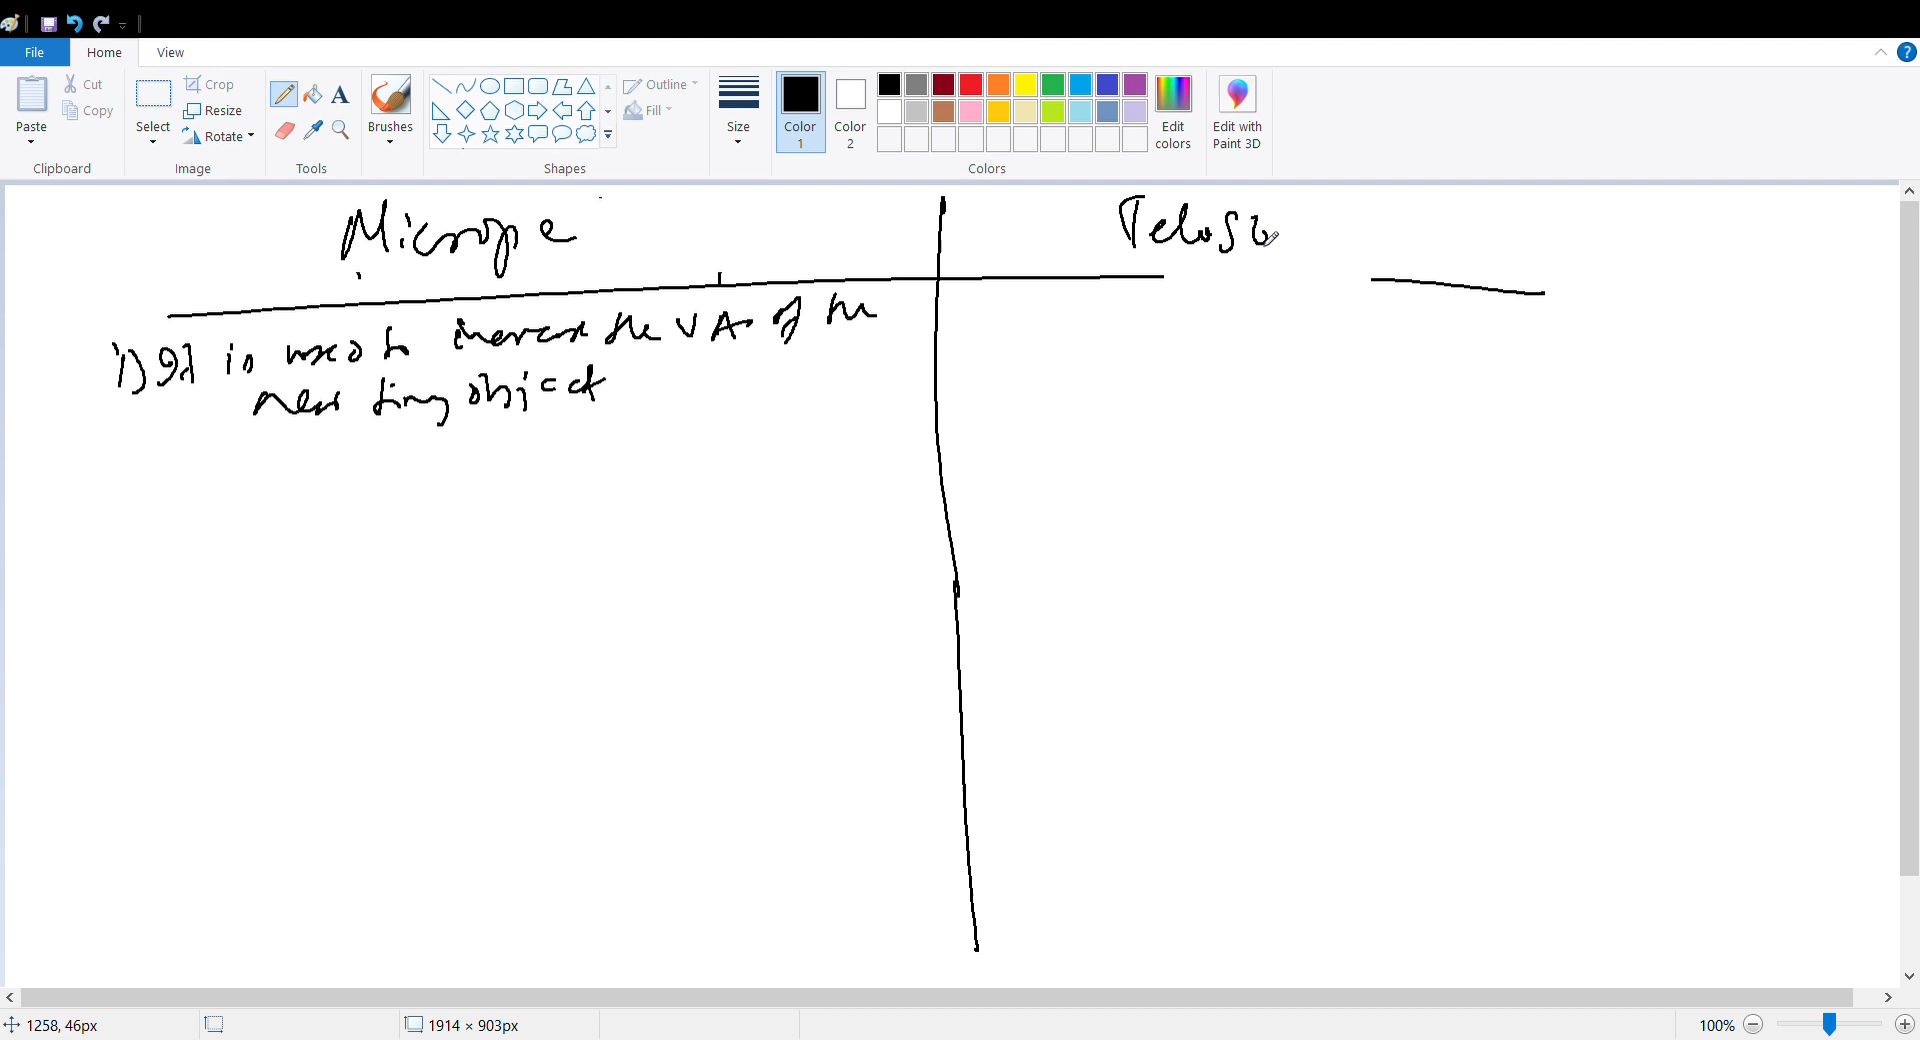 File Home View
Paste Cut Copy Select Crop Resize Rotate Brushes Outline Fill Size Color 1 Color 2 Edit colors Edit with Paint 3D
Clipboard Image Tools Shapes Colors
Micrope Telesc
1) It is used to increase the VA of the
near tiny object
1258, 46px 1914 × 903px 100%